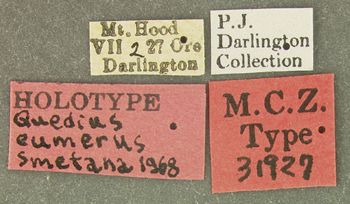 Mt. Hood
VII 2 27 Ore
Darlington
P.J.
Darlington
Collection
HOLOTYPE
Quedius
eumerus
Smetana 1968
M.C.Z.
Type
31927